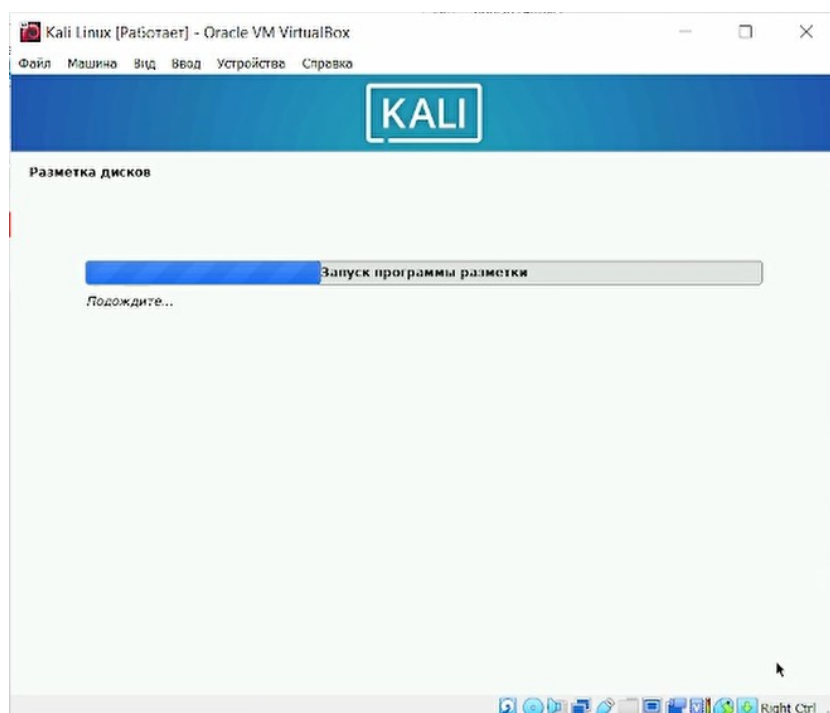 Kali Linux [Работает] - Oracle VM VirtualBox
Файл Машина Вид Ввод Устройства Справка
KALI
Разметка дисков
Запуск программы разметки
Подождите...
Right Ctrl